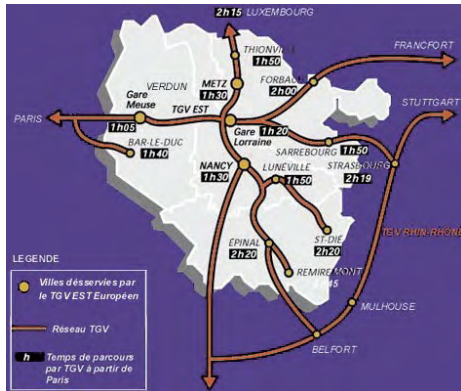 2h15 LUXEMBOURG
THIONVILLE
1h50
FRANCFORT
VERDUN
METZ
1h30
FORBACH
2h00
STUTTGART
Gare
Meuse
TGV EST
PARIS
1h05
Gare
Lorraine
1h20
BAR-LE-DUC
1h40
SARREBOURG 1h50
STRASBOURG
2h19
NANCY
1h30
LUNÉVILLE
1h50
ST-DIÉ
2h20
TGV RHIN-RHÔNE
ÉPINAL
2h20
REMIREMONT
MULHOUSE
BELFORT
LEGENDE
Villes désservies par
le TGV EST Européen
Réseau TGV
h
Temps de parcours
par TGV à partir de
Paris